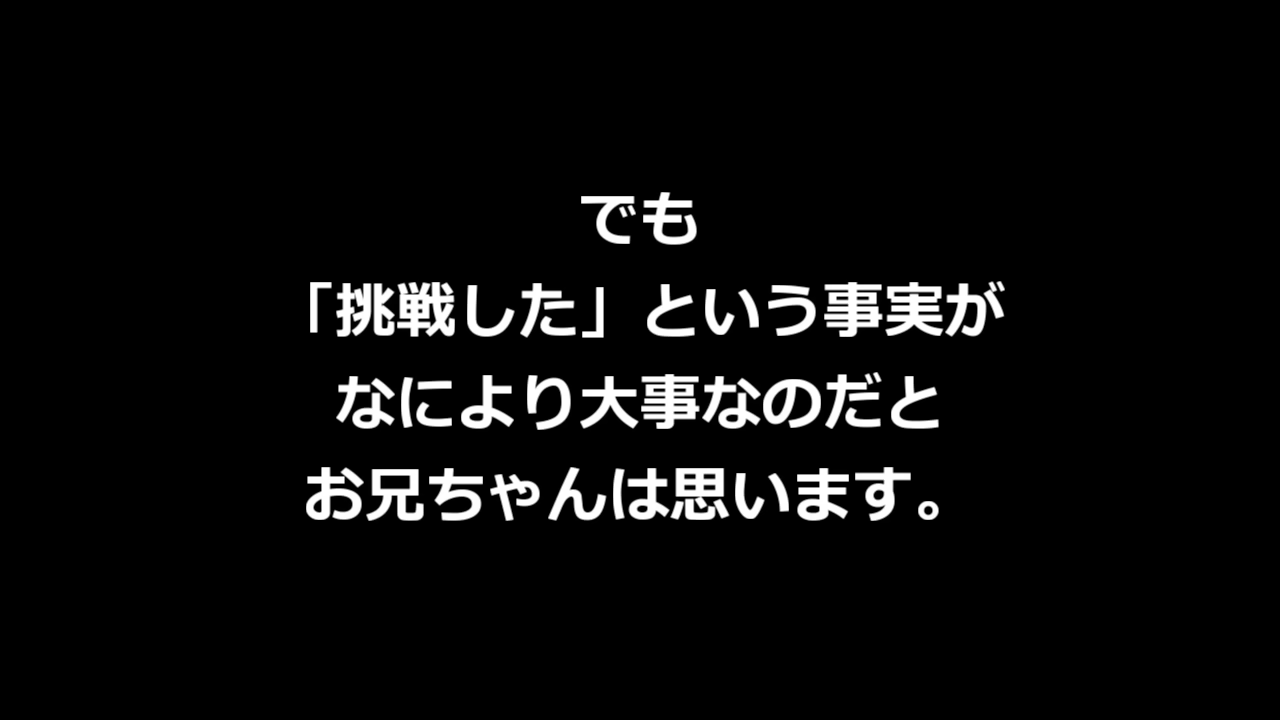 でも
「挑戦した」という事実が
なにより大事なのだと
お兄ちゃんは思います。